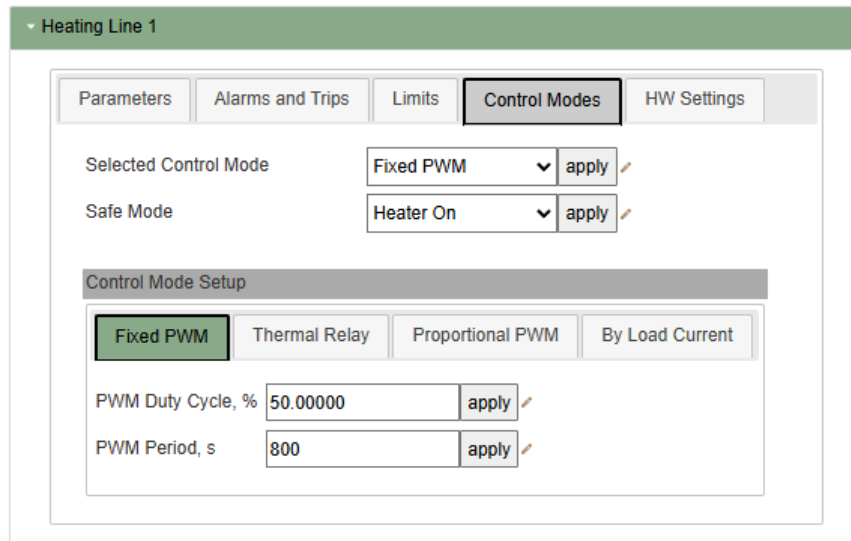 Heating Line 1
Parameters Alarms and Trips Limits Control Modes HW Settings
Selected Control Mode Fixed PWM apply
Safe Mode Heater On apply
Control Mode Setup
Fixed PWM Thermal Relay Proportional PWM By Load Current
PWM Duty Cycle, % 50.00000 apply
PWM Period, s 800 apply